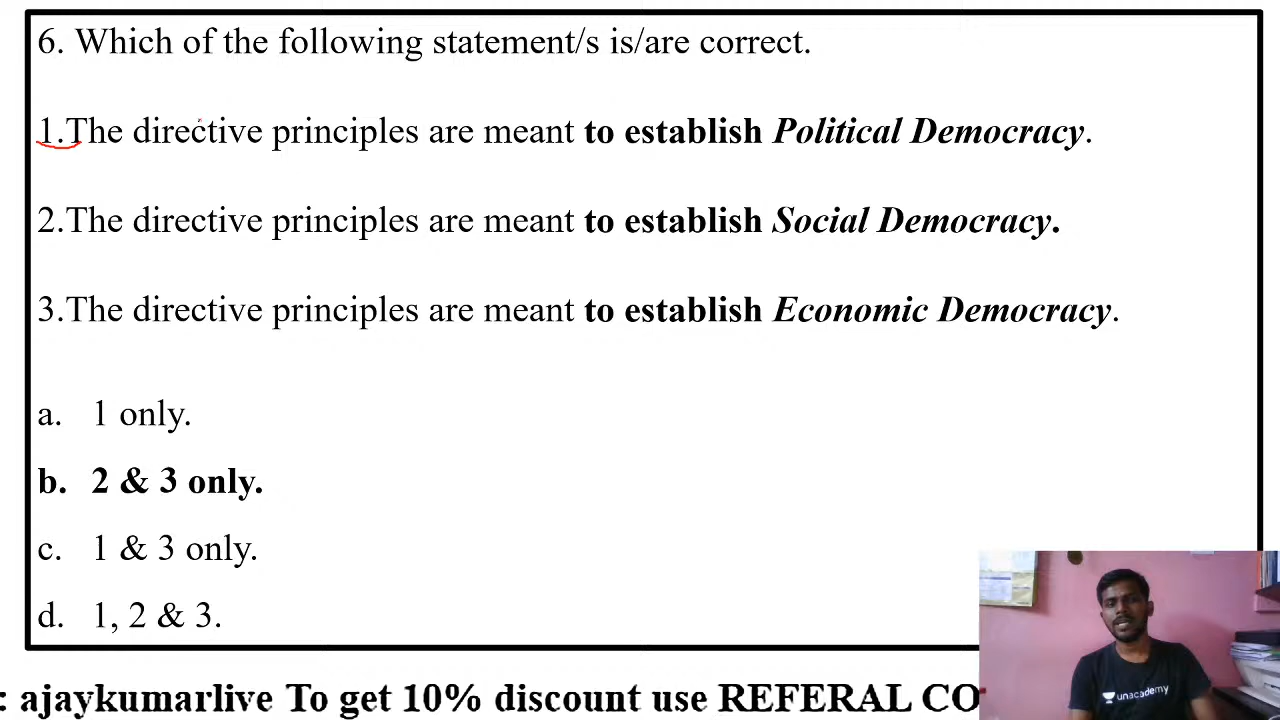 6. Which of the following statement/s is/are correct.
1.The directive principles are meant to establish Political Democracy.
2.The directive principles are meant to establish Social Democracy.
3.The directive principles are meant to establish Economic Democracy.
a. 1 only.
b. 2 & 3 only.
c. 1 & 3 only.
d. 1, 2 & 3.
unacademy
: ajaykumarlive To get 10% discount use REFERAL CO